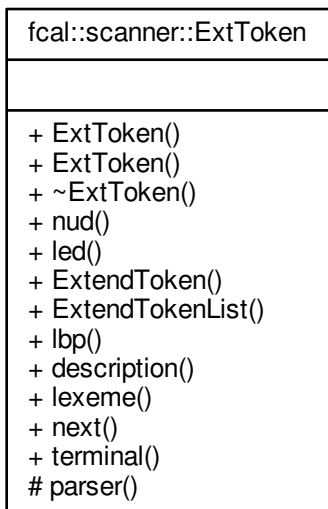 fcal::scanner::ExtToken
+ ExtToken()
+ ExtToken()
+ ~ExtToken()
+ nud()
+ led()
+ ExtendToken()
+ ExtendTokenList()
+ lbp()
+ description()
+ lexeme()
+ next()
+ terminal()
# parser()